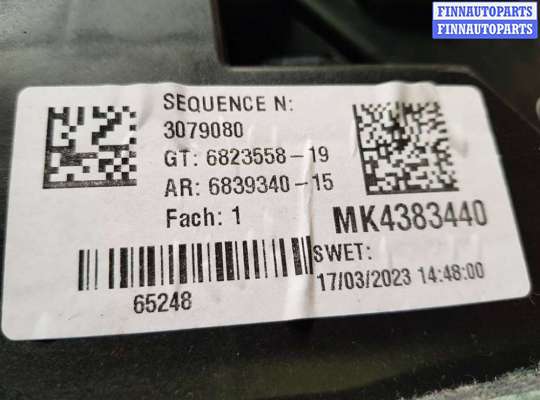 FINNAUTOPARTS
FINNAUTOPARTS
SEQUENCE N:
3079080
GT: 6823558-19
AR: 6839340-15
Fach: 1
MK4383440
SWET:
17/03/2023 14:48:00
65248